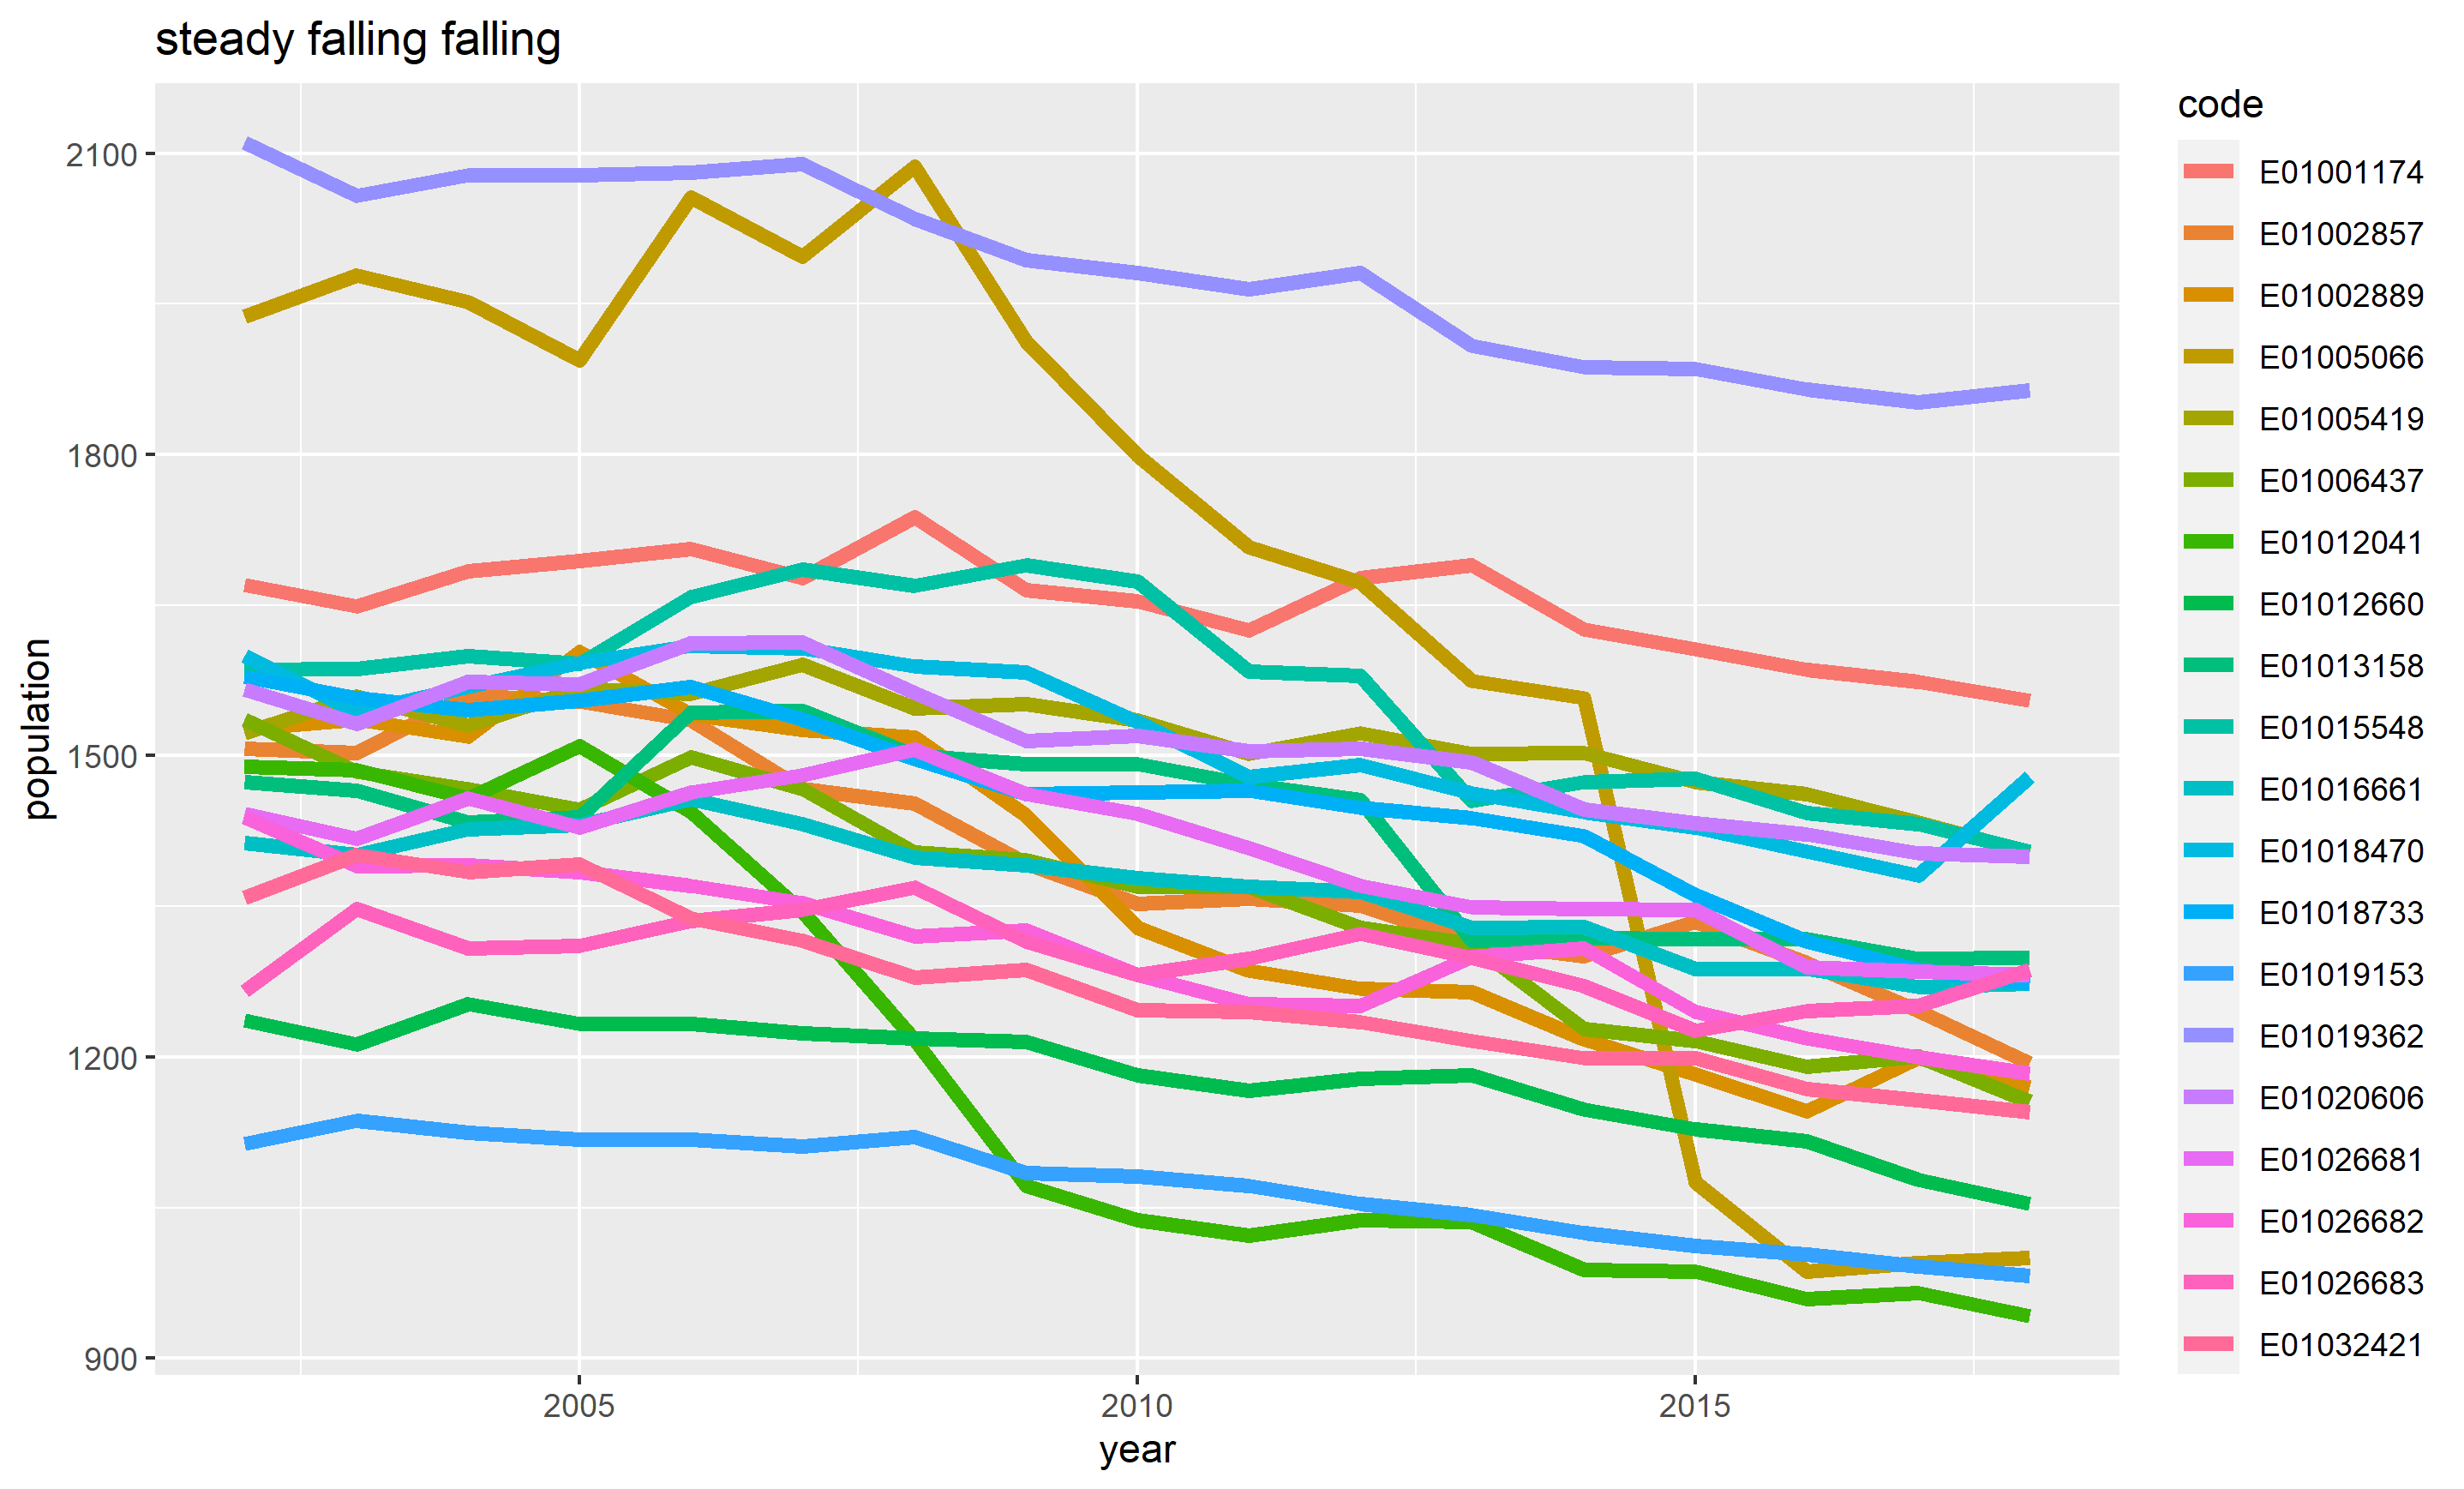 steady falling falling
code
E01001174
E01002857
E01002889
E01005066
E01005419
E01006437
E01012041
E01012660
E01013158
E01015548
E01016661
E01018470
E01018733
E01019153
E01019362
E01020606
E01026681
E01026682
E01026683
E01032421
population
2100
1800
1500
1200
900
2005 2010 2015
year